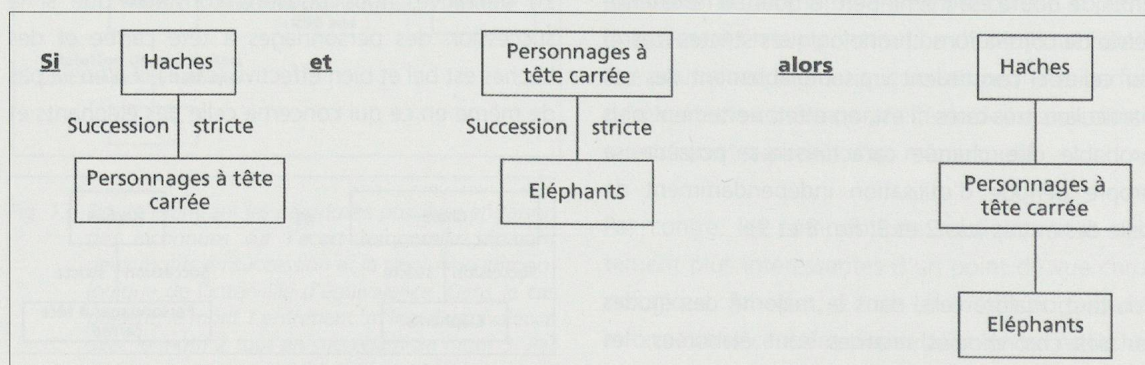 Si
Haches
et
Personnages à
tête carrée
alors
Haches
Succession stricte
Succession stricte
Personnages à tête
carrée
Eléphants
Personnages à
tête carrée
Eléphants